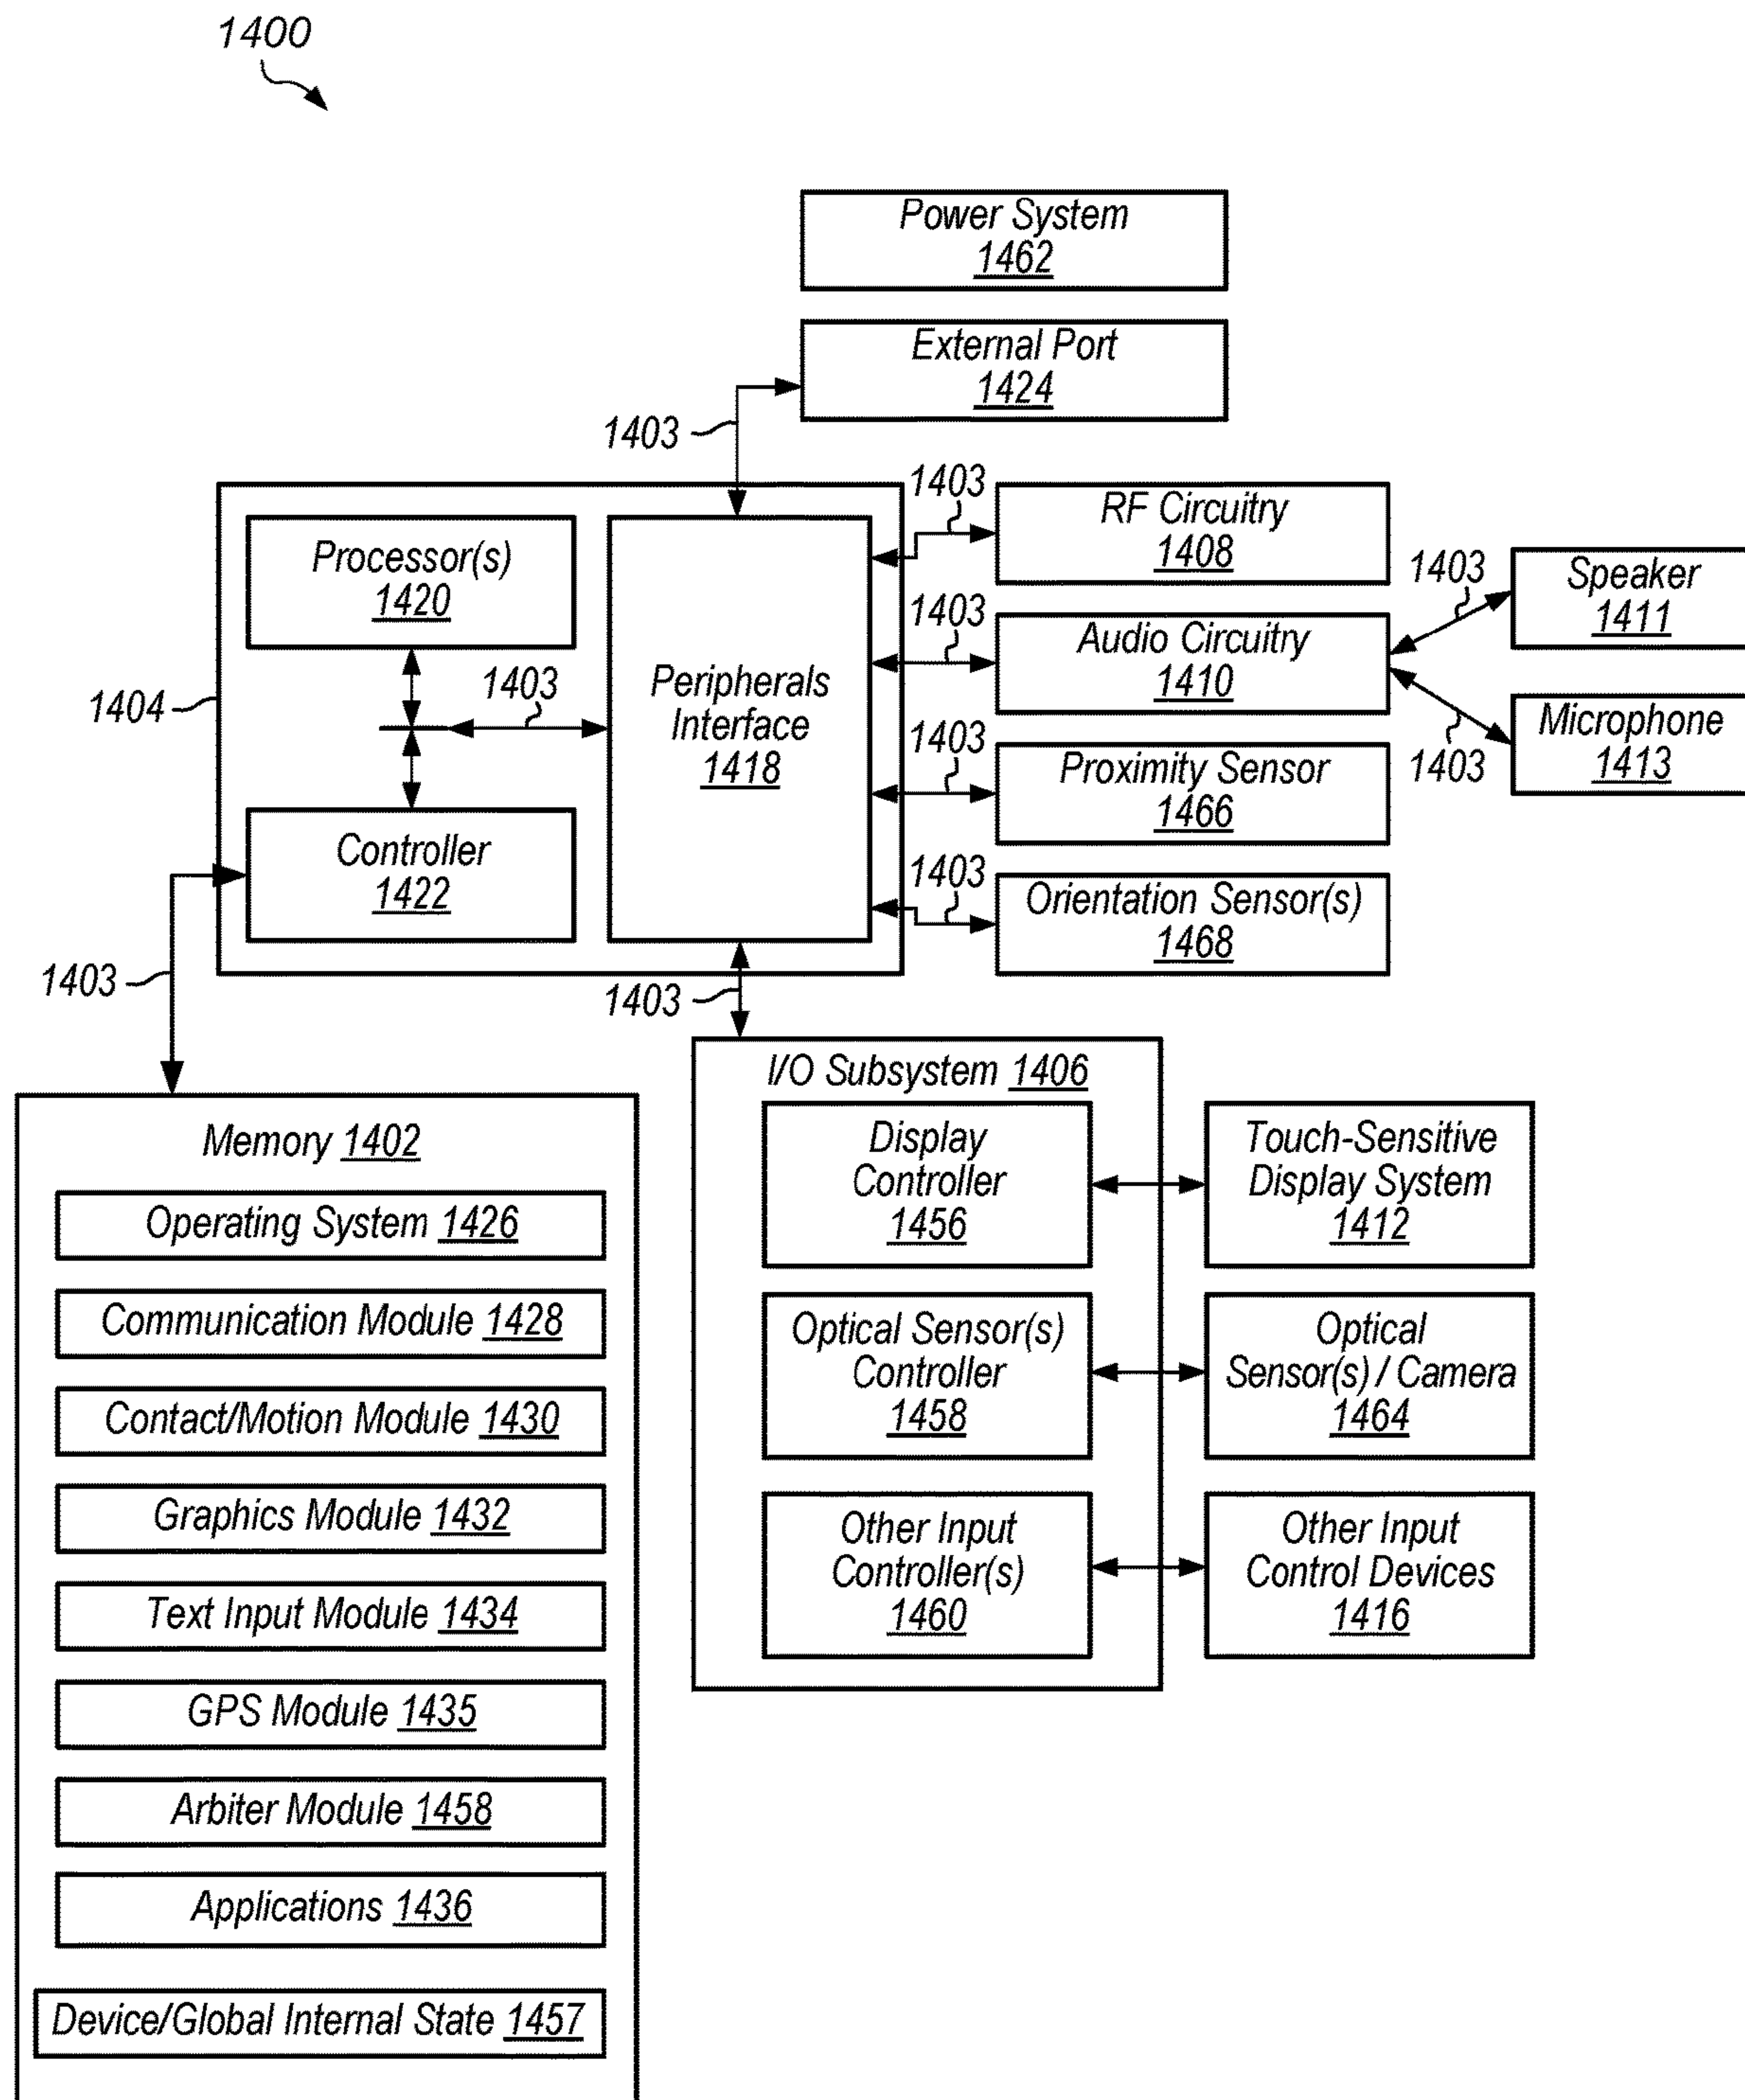 1400
Power System
1462
External Port
1424
1403
1403
RF Circuitry
1408
Processor(s)
1420
1403
Speaker
1411
1403
Audio Circuitry
1410
1404
1403
Peripherals
Interface
1418
1403
Microphone
1413
1403
Proximity Sensor
1466
Controller
1422
1403
Orientation Sensor(s)
1468
1403
1403
I/O Subsystem 1406
Display
Controller
1456
Touch-Sensitive
Display System
1412
Optical Sensor(s)
Controller
1458
Optical
Sensor(s) / Camera
1464
Other Input
Controller(s)
1460
Other Input
Control Devices
1416
Memory 1402
Operating System 1426
Communication Module 1428
Contact/Motion Module 1430
Graphics Module 1432
Text Input Module 1434
GPS Module 1435
Arbiter Module 1458
Applications 1436
Device/Global Internal State 1457